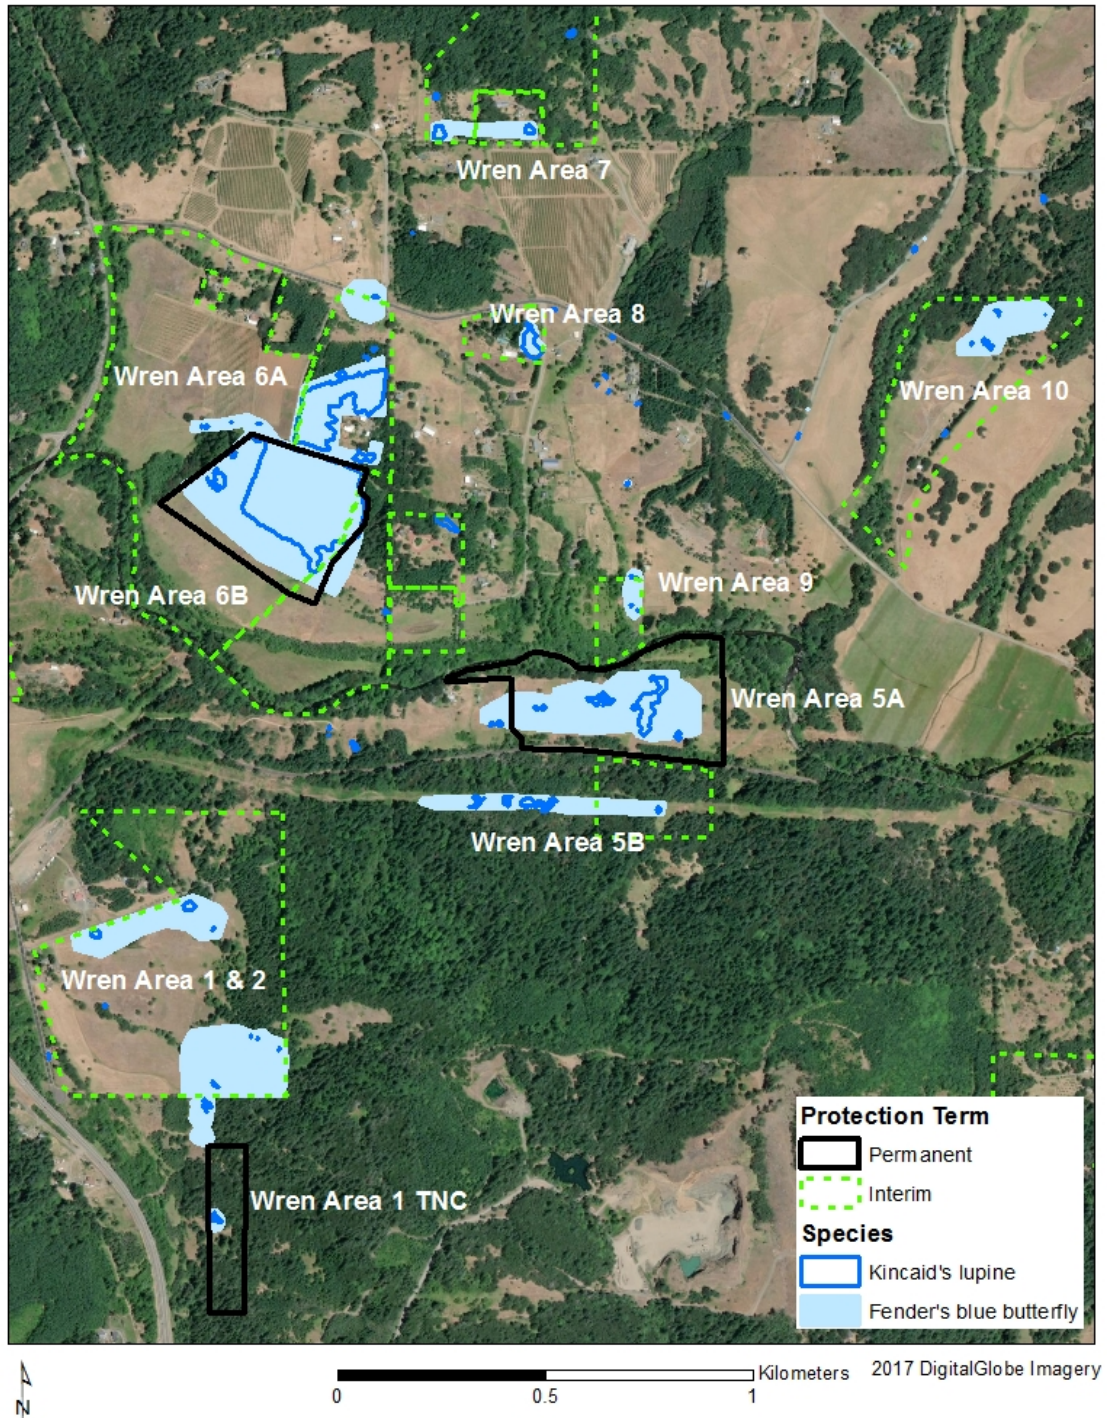 Wren Area 7
Wren Area 8
Wren Area 6A
Wren Area 10
Wren Area 9
Wren Area 6B
Wren Area 5A
Wren Area 5B
Wren Area 1 & 2
Wren Area 1 TNC
Protection Term
Permanent
Interim
Species
Kincaid's lupine
Fender's blue butterfly
N
Kilometers
0 0.5 1
2017 DigitalGlobe Imagery